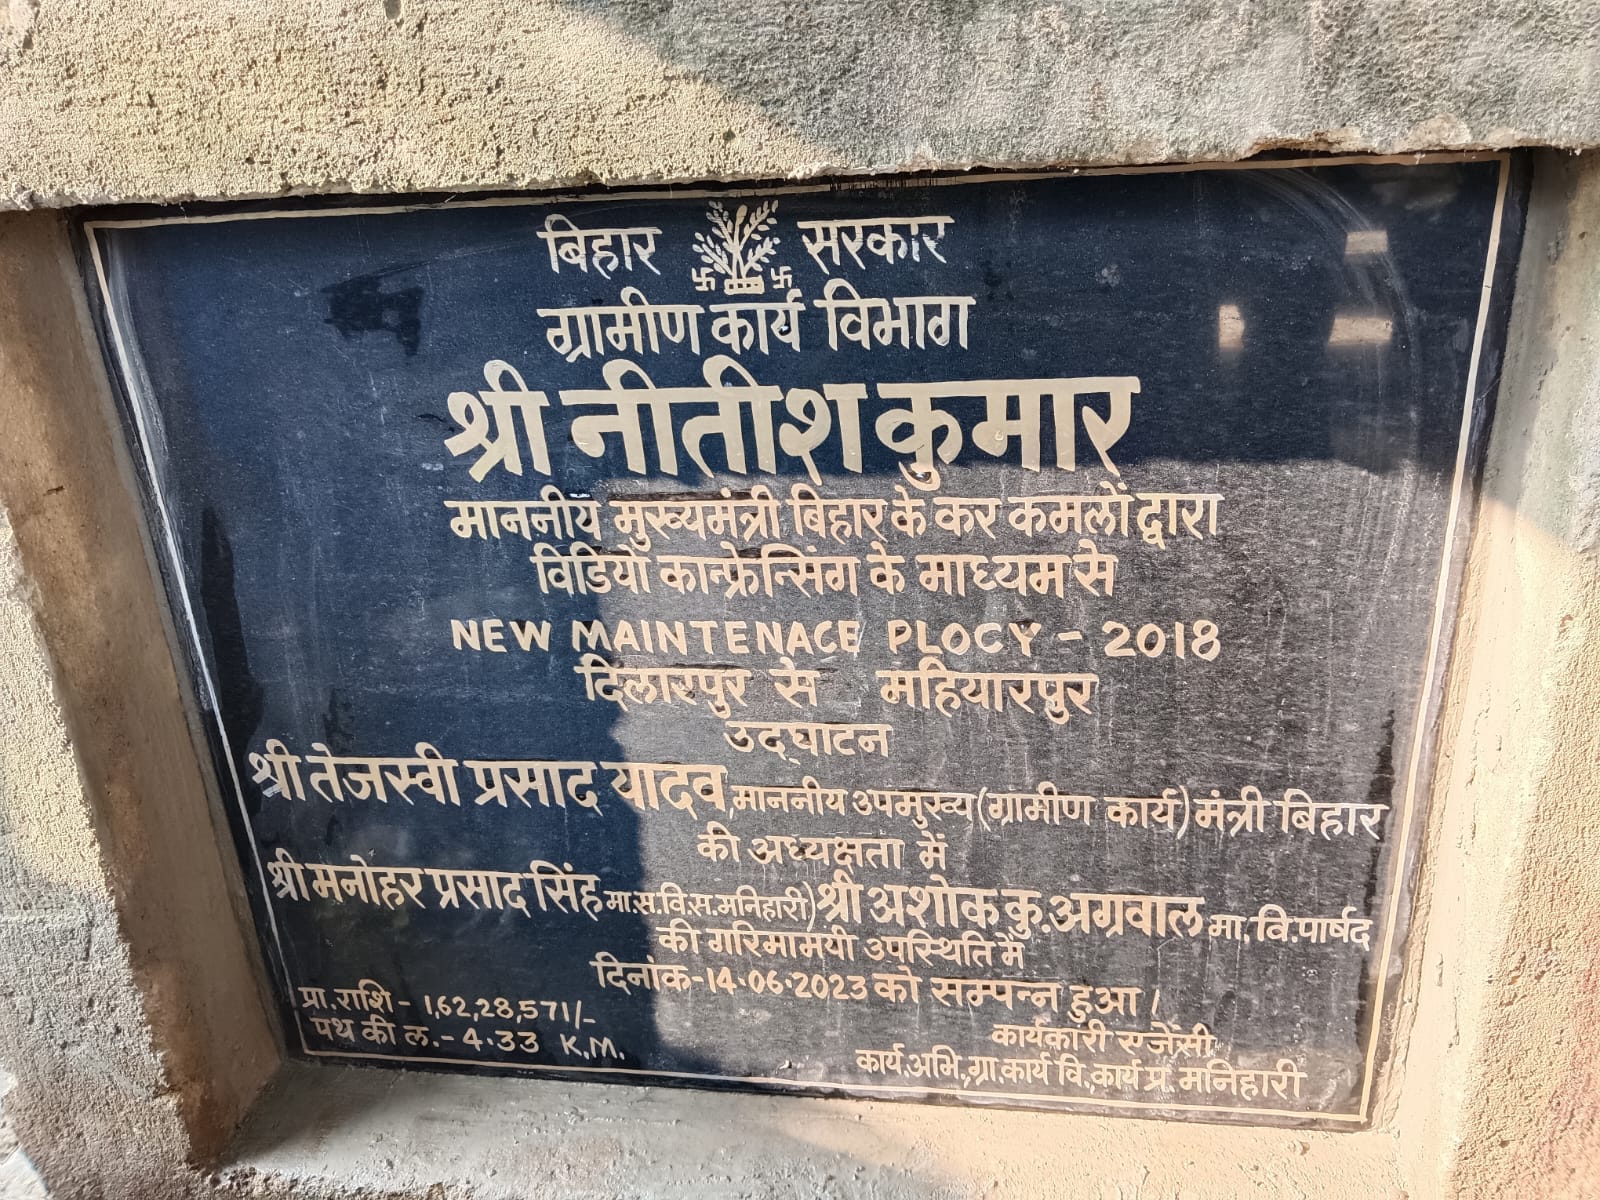 बिहार सरकार
ग्रामीण कार्य विभाग
श्री नीतीश कुमार
माननीय मुख्यमंत्री बिहार के कर कमलों द्वारा
विडियो कान्फ्रेन्सिंग के माध्यम से
NEW MAINTENACE PLOCY - 2018
दिलारपुर से महियारपुर
उद्घाटन
श्री तेजस्वी प्रसाद यादव, माननीय उपमुख्य (ग्रामीण कार्य) मंत्री बिहार
की अध्यक्षता में
श्री मनोहर प्रसाद सिंह मा.स.वि.स.मनिहारी) श्री अशोक कु.अग्रवाल मा.वि.पार्षद
की गरिमामयी उपस्थिति में
दिनांक-14.06.2023 को सम्पन्न हुआ।
प्रा.राशि - 1,62,28,571/-
पथ की ल.- 4.33 K.M.
कार्यकारी एजेंसी
कार्य.अभि.,ग्रा.कार्य वि.,कार्य प्र. मनिहारी